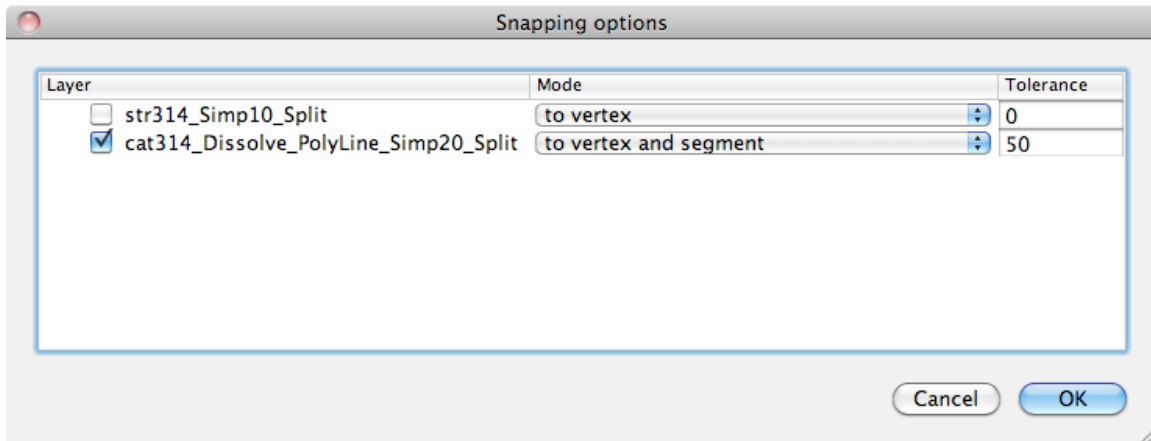 Snapping options
Layer Mode Tolerance
str314_Simp10_Split to vertex 0
cat314_Dissolve_PolyLine_Simp20_Split to vertex and segment 50
Cancel OK